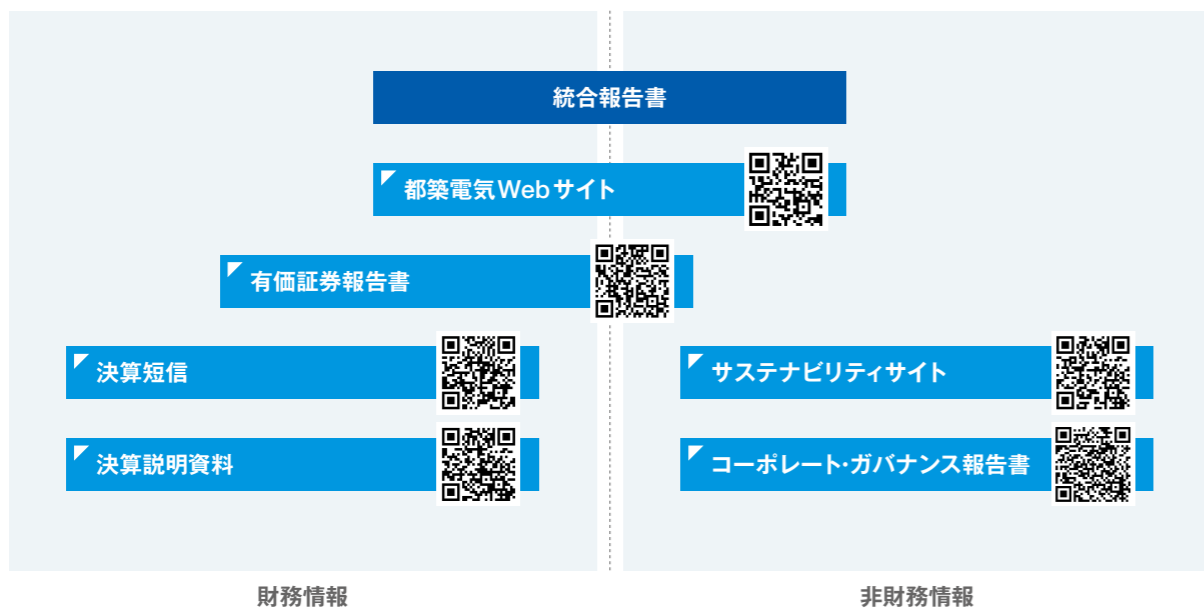 統合報告書
都築電気Webサイト
有価証券報告書
決算短信
サステナビリティサイト
決算説明資料
コーポレート・ガバナンス報告書
財務情報
非財務情報